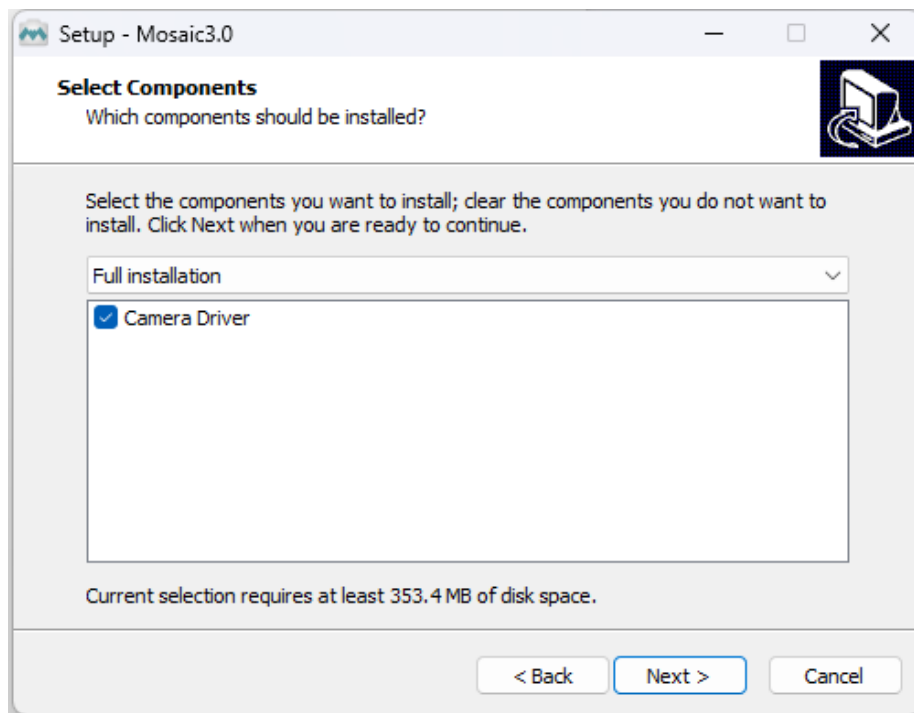 Setup - Mosaic3.0
Select Components
Which components should be installed?
Select the components you want to install; clear the components you do not want to
install. Click Next when you are ready to continue.
Full installation
Camera Driver
Current selection requires at least 353.4 MB of disk space.
< Back
Next >
Cancel